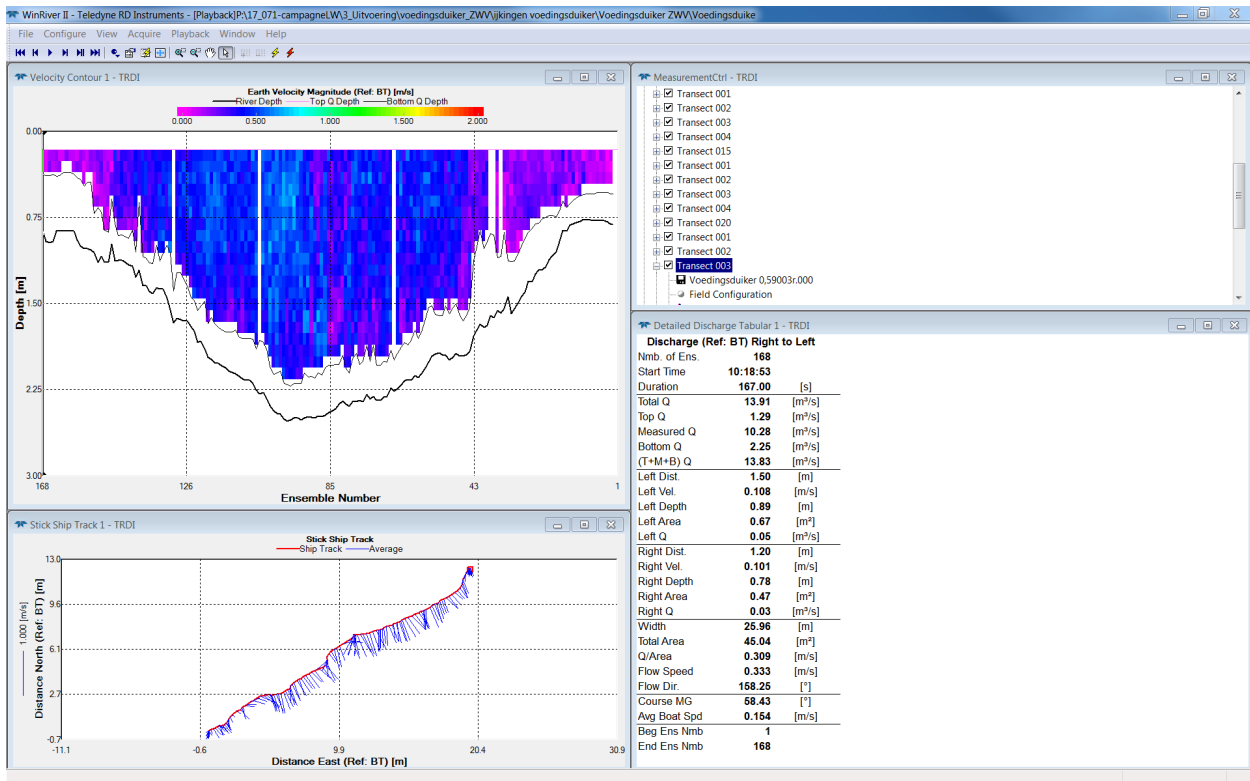 WinRiver II - Teledyne RD Instruments - [Playback]P:\17_071-campagneLW\3_Uitvoering\voedingsduiker_ZWV\ijkingen voedingsduiker\Voedingsduiker ZWV\Voedingsduike
File Configure View Acquire Playback Window Help
Velocity Contour 1 - TRDI
Earth Velocity Magnitude (Ref: BT) [m/s]
River Depth Top Q Depth Bottom Q Depth
0.000 0.500 1.000 1.500 2.000
0.00
0.75
1.50
2.25
3.00
Depth [m]
168 126 85 43 1
Ensemble Number
Stick Ship Track 1 - TRDI
Stick Ship Track
Ship Track Average
13.0
9.6
6.1
2.7
-0.7
1.000 [m/s]
Distance North (Ref: BT) [m]
-11.1 -0.6 9.9 20.4 30.9
Distance East (Ref: BT) [m]
MeasurementCtrl - TRDI
Transect 001
Transect 002
Transect 003
Transect 004
Transect 015
Transect 001
Transect 002
Transect 003
Transect 004
Transect 020
Transect 001
Transect 002
Transect 003
Voedingsduiker 0,59003r.000
Field Configuration
Detailed Discharge Tabular 1 - TRDI
Discharge (Ref: BT) Right to Left
Nmb. of Ens. 168
Start Time 10:18:53
Duration 167.00 [s]
Total Q 13.91 [m³/s]
Top Q 1.29 [m³/s]
Measured Q 10.28 [m³/s]
Bottom Q 2.25 [m³/s]
(T+M+B) Q 13.83 [m³/s]
Left Dist. 1.50 [m]
Left Vel. 0.108 [m/s]
Left Depth 0.89 [m]
Left Area 0.67 [m²]
Left Q 0.05 [m³/s]
Right Dist. 1.20 [m]
Right Vel. 0.101 [m/s]
Right Depth 0.78 [m]
Right Area 0.47 [m²]
Right Q 0.03 [m³/s]
Width 25.96 [m]
Total Area 45.04 [m²]
Q/Area 0.309 [m/s]
Flow Speed 0.333 [m/s]
Flow Dir. 158.25 [°]
Course MG 58.43 [°]
Avg Boat Spd 0.154 [m/s]
Beg Ens Nmb 1
End Ens Nmb 168